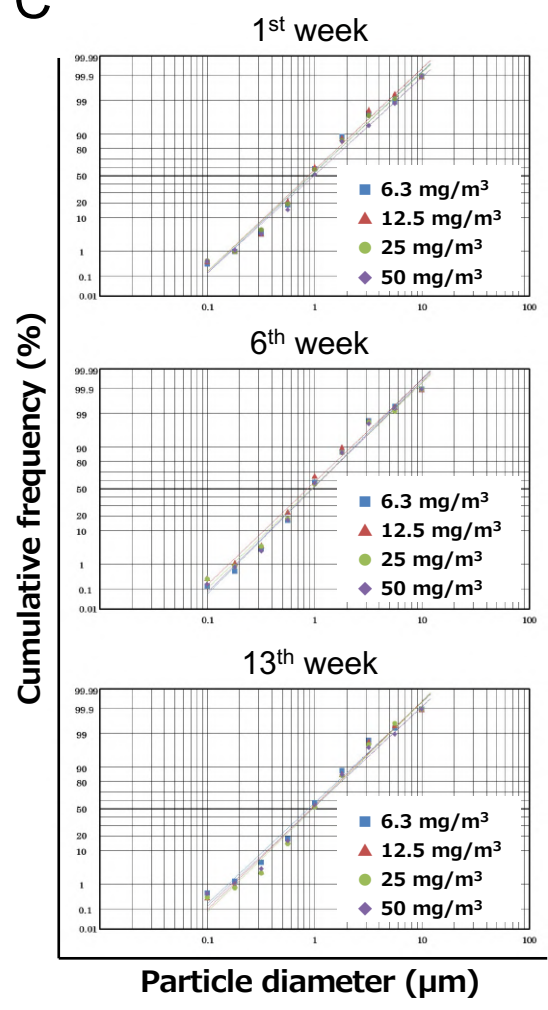 C
1st week
99.99
99.9
99
90
80
50
20
10
1
0.1
0.01
0.1 1 10 100
6.3 mg/m3
12.5 mg/m3
25 mg/m3
50 mg/m3
6th week
99.99
99.9
99
90
80
50
20
10
1
0.1
0.01
0.1 1 10 100
6.3 mg/m3
12.5 mg/m3
25 mg/m3
50 mg/m3
13th week
99.99
99.9
99
90
80
50
20
10
1
0.1
0.01
0.1 1 10 100
6.3 mg/m3
12.5 mg/m3
25 mg/m3
50 mg/m3
Cumulative frequency (%)
Particle diameter (μm)